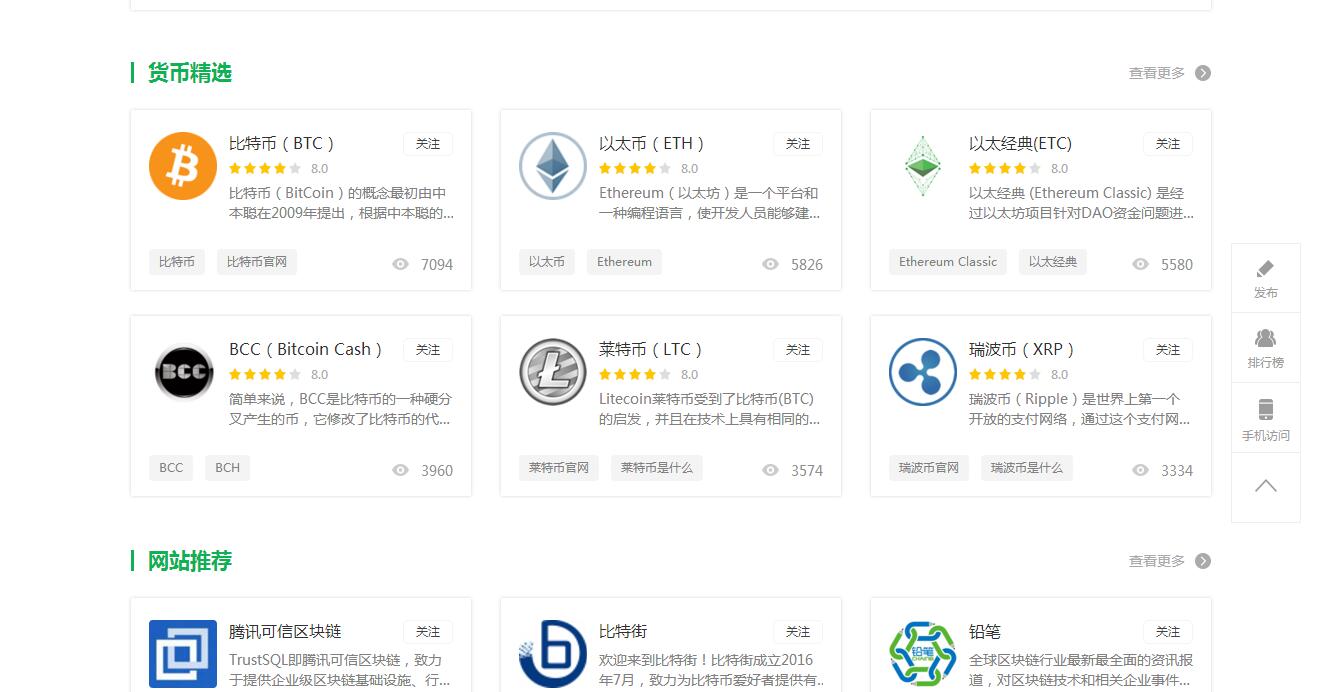 货币精选
查看更多
比特币（BTC）
关注
8.0
比特币（BitCoin）的概念最初由中
本聪在2009年提出，根据中本聪的...
比特币
比特币官网
7094
以太币（ETH）
关注
8.0
Ethereum（以太坊）是一个平台和
一种编程语言，使开发人员能够建...
以太币
Ethereum
5826
以太经典(ETC)
关注
8.0
以太经典 (Ethereum Classic) 是经
过以太坊项目针对DAO资金问题进...
Ethereum Classic
以太经典
5580
BCC
BCC（Bitcoin Cash）
关注
8.0
简单来说，BCC是比特币的一种硬分
叉产生的币，它修改了比特币的代...
BCC
BCH
3960
莱特币（LTC）
关注
8.0
Litecoin莱特币受到了比特币(BTC)
的启发，并且在技术上具有相同的...
莱特币官网
莱特币是什么
3574
瑞波币（XRP）
关注
8.0
瑞波币（Ripple）是世界上第一个
开放的支付网络，通过这个支付网...
瑞波币官网
瑞波币是什么
3334
发布
排行榜
手机访问
网站推荐
查看更多
腾讯可信区块链
关注
TrustSQL即腾讯可信区块链，致力
于提供企业级区块链基础设施、行...
比特街
关注
欢迎来到比特街！比特街成立2016
年7月，致力为比特币爱好者提供有..
铅笔
铅笔
关注
全球区块链行业最新最全面的资讯报
道，对区块链技术和相关企业事件...